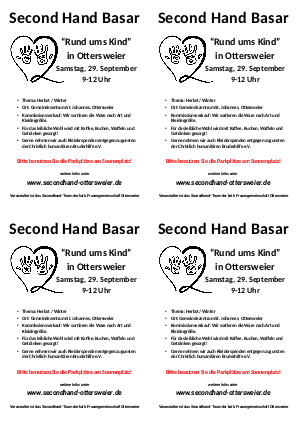 Second Hand Basar
“Rund ums Kind”
in Ottersweier
Samstag, 29. September
9-12 Uhr
• Thema: Herbst / Winter
• Ort: Gemeindezentrum St. Johannes, Ottersweier
• Kommissionsverkauf: Wir sortieren die Ware nach Art und
Kleidergröße.
• Für das leibliche Wohl wird mit Kaffee, Kuchen, Waffeln und
Getränken gesorgt!
• Gerne nehmen wir auch Kleiderspenden entgegen zugunsten
der Christlich humanitären Bruderhilfe e.V.
Bitte benutzen Sie die Parkplätze am Sonnenplatz!
weitere Infos unter
www.secondhand-ottersweier.de
Veranstalter ist das Secondhand-Team der kath. Frauengemeinschaft Ottersweier
Second Hand Basar
“Rund ums Kind”
in Ottersweier
Samstag, 29. September
9-12 Uhr
• Thema: Herbst / Winter
• Ort: Gemeindezentrum St. Johannes, Ottersweier
• Kommissionsverkauf: Wir sortieren die Ware nach Art und
Kleidergröße.
• Für das leibliche Wohl wird mit Kaffee, Kuchen, Waffeln und
Getränken gesorgt!
• Gerne nehmen wir auch Kleiderspenden entgegen zugunsten
der Christlich humanitären Bruderhilfe e.V.
Bitte benutzen Sie die Parkplätze am Sonnenplatz!
weitere Infos unter
www.secondhand-ottersweier.de
Veranstalter ist das Secondhand-Team der kath. Frauengemeinschaft Ottersweier
Second Hand Basar
“Rund ums Kind”
in Ottersweier
Samstag, 29. September
9-12 Uhr
• Thema: Herbst / Winter
• Ort: Gemeindezentrum St. Johannes, Ottersweier
• Kommissionsverkauf: Wir sortieren die Ware nach Art und
Kleidergröße.
• Für das leibliche Wohl wird mit Kaffee, Kuchen, Waffeln und
Getränken gesorgt!
• Gerne nehmen wir auch Kleiderspenden entgegen zugunsten
der Christlich humanitären Bruderhilfe e.V.
Bitte benutzen Sie die Parkplätze am Sonnenplatz!
weitere Infos unter
www.secondhand-ottersweier.de
Veranstalter ist das Secondhand-Team der kath. Frauengemeinschaft Ottersweier
Second Hand Basar
“Rund ums Kind”
in Ottersweier
Samstag, 29. September
9-12 Uhr
• Thema: Herbst / Winter
• Ort: Gemeindezentrum St. Johannes, Ottersweier
• Kommissionsverkauf: Wir sortieren die Ware nach Art und
Kleidergröße.
• Für das leibliche Wohl wird mit Kaffee, Kuchen, Waffeln und
Getränken gesorgt!
• Gerne nehmen wir auch Kleiderspenden entgegen zugunsten
der Christlich humanitären Bruderhilfe e.V.
Bitte benutzen Sie die Parkplätze am Sonnenplatz!
weitere Infos unter
www.secondhand-ottersweier.de
Veranstalter ist das Secondhand-Team der kath. Frauengemeinschaft Ottersweier